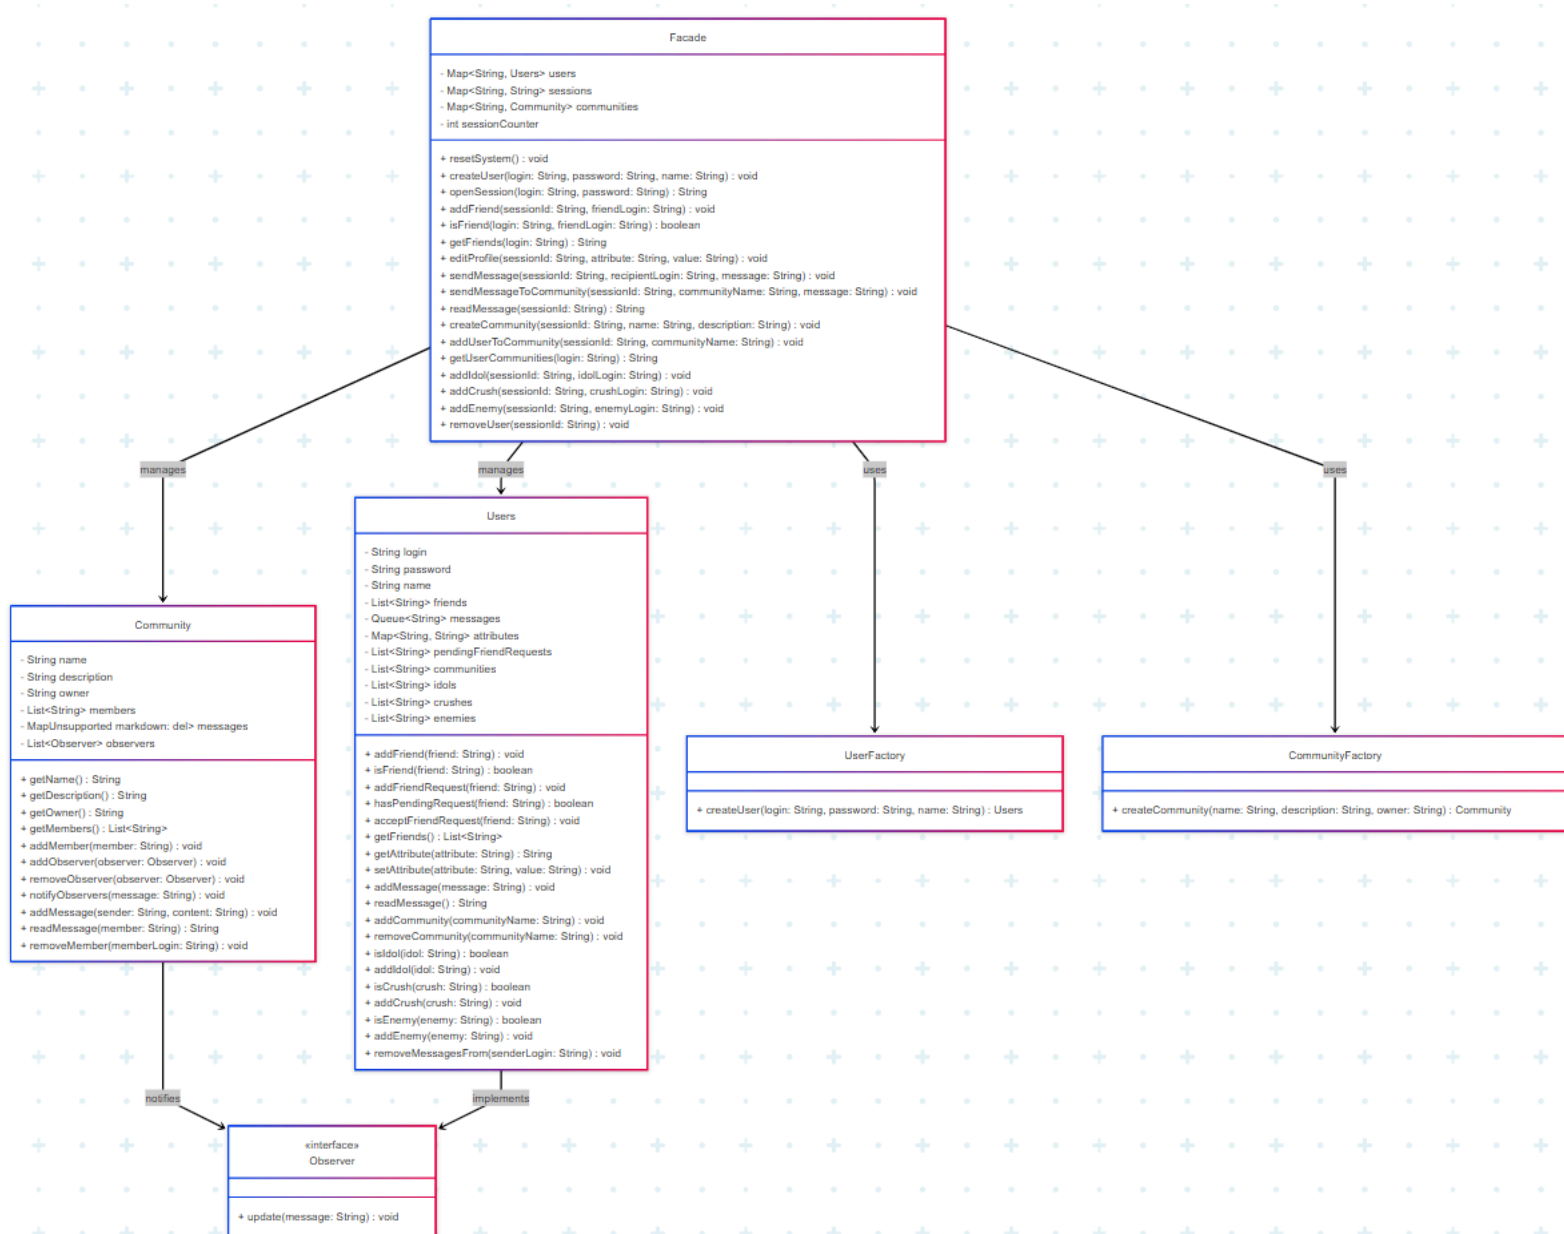 Facade
- Map<String, Users> users
- Map<String, String> sessions
- Map<String, Community> communities
- int sessionCounter
+ resetSystem() : void
+ createUser(login: String, password: String, name: String) : void
+ openSession(login: String, password: String) : String
+ addFriend(sessionId: String, friendLogin: String) : void
+ isFriend(login: String, friendLogin: String) : boolean
+ getFriends(login: String) : String
+ editProfile(sessionId: String, attribute: String, value: String) : void
+ sendMessage(sessionId: String, recipientLogin: String, message: String) : void
+ sendMessageToCommunity(sessionId: String, communityName: String, message: String) : void
+ readMessage(sessionId: String) : String
+ createCommunity(sessionId: String, name: String, description: String) : void
+ addUserToCommunity(sessionId: String, communityName: String) : void
+ getUserCommunities(login: String) : String
+ addIdol(sessionId: String, idolLogin: String) : void
+ addCrush(sessionId: String, crushLogin: String) : void
+ addEnemy(sessionId: String, enemyLogin: String) : void
+ removeUser(sessionId: String) : void
manages
manages
uses
uses
Community
- String name
- String description
- String owner
- List<String> members
- MapUnsupported markdown: del> messages
- List<Observer> observers
+ getName() : String
+ getDescription() : String
+ getOwner() : String
+ getMembers() : List<String>
+ addMember(member: String) : void
+ addObserver(observer: Observer) : void
+ removeObserver(observer: Observer) : void
+ notifyObservers(message: String) : void
+ addMessage(sender: String, content: String) : void
+ readMessage(member: String) : String
+ removeMember(memberLogin: String) : void
Users
- String login
- String password
- String name
- List<String> friends
- Queue<String> messages
- Map<String, String> attributes
- List<String> pendingFriendRequests
- List<String> communities
- List<String> idols
- List<String> crushes
- List<String> enemies
+ addFriend(friend: String) : void
+ isFriend(friend: String) : boolean
+ addFriendRequest(friend: String) : void
+ hasPendingRequest(friend: String) : boolean
+ acceptFriendRequest(friend: String) : void
+ getFriends() : List<String>
+ getAttribute(attribute: String) : String
+ setAttribute(attribute: String, value: String) : void
+ addMessage(message: String) : void
+ readMessage() : String
+ addCommunity(communityName: String) : void
+ removeCommunity(communityName: String) : void
+ isIdol(idol: String) : boolean
+ addIdol(idol: String) : void
+ isCrush(crush: String) : boolean
+ addCrush(crush: String) : void
+ isEnemy(enemy: String) : boolean
+ addEnemy(enemy: String) : void
+ removeMessagesFrom(senderLogin: String) : void
UserFactory
+ createUser(login: String, password: String, name: String) : Users
CommunityFactory
+ createCommunity(name: String, description: String, owner: String) : Community
notifies
implements
«interface»
Observer
+ update(message: String) : void